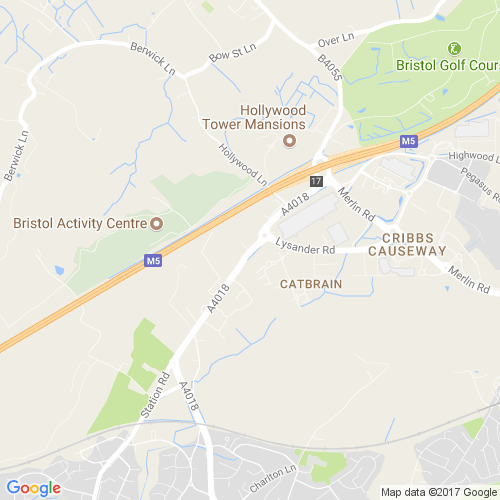 Over Ln
Bow St Ln
Berwick Ln
B4055
Bristol Golf Cours
Hollywood
Tower Mansions
M5
Hollywood Ln
Berwick Ln
Highwood L
17
Pegasus Ro
A4018
Merlin Rd
Bristol Activity Centre
Lysander Rd
CRIBBS
CAUSEWAY
M5
Merlin Rd
CATBRAIN
A4018
Station Rd
A4018
Charlton Ln
Google
Map data ©2017 Google